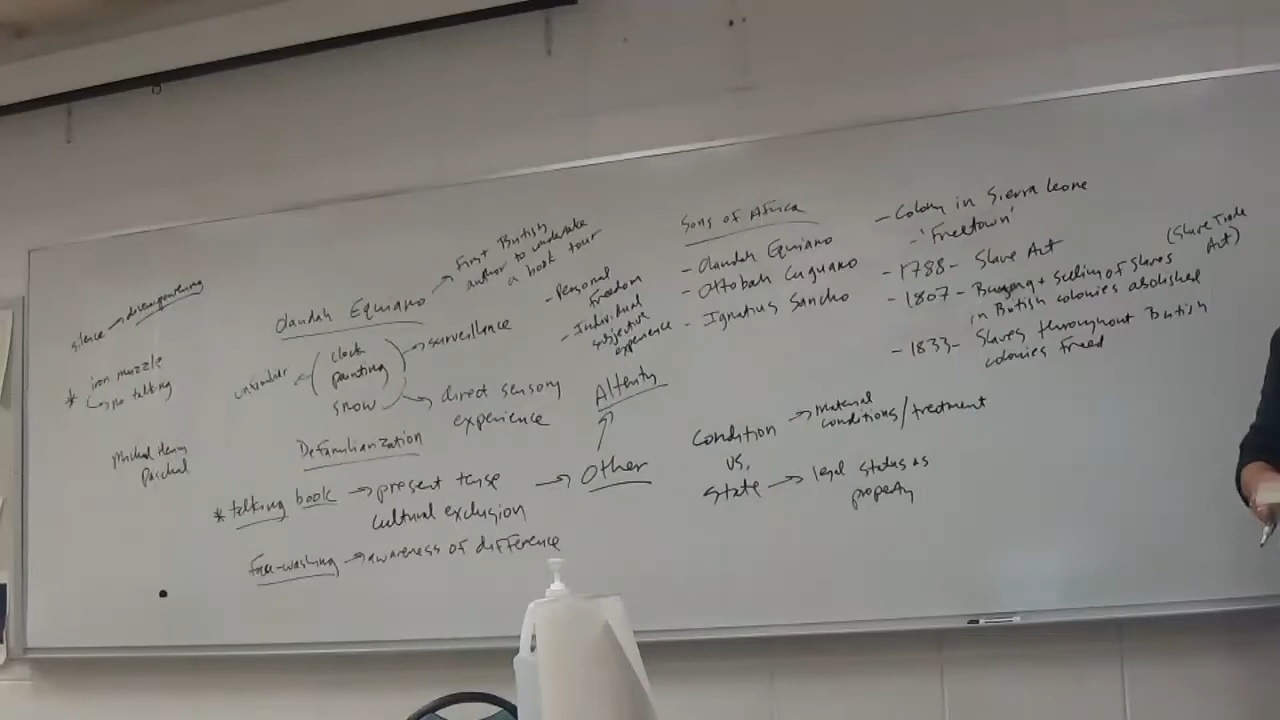 silence → disempowering
* iron muzzle
↳ no talking
Michal Henry
Paschal
Olaudah Equiano
→ First British
author to undertake
a book tour
unfamiliar ← ( clock
painting
snow )
→ surveillance
→ direct sensory
experience
- Personal
freedom
- Individual
subjective
experience
Defamiliarization
* talking book → present tense
cultural exclusion
→ Other
Alterity
face-washing → awareness of difference
Sons of Africa
- Olaudah Equiano
- Ottobah Cuguano
- Ignatius Sancho
- Colony in Sierra Leone
- 'Freetown'
- 1788 - Slave Act
- 1807 - Buying + Selling of Slaves
in British colonies abolished
(Slave Trade
Act)
- 1833 - Slaves throughout British
colonies freed
Condition → Material
conditions/treatment
vs.
State → legal status as
property